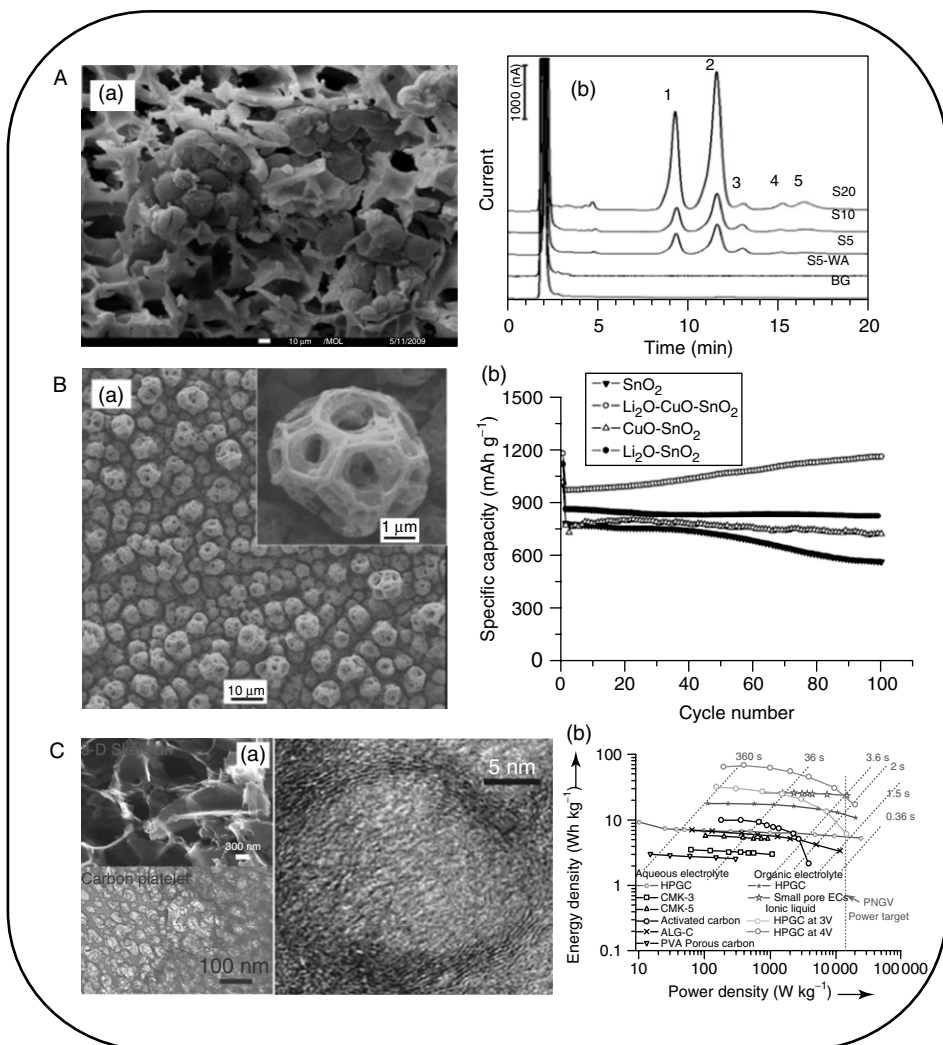 A
(a)
10 μm /MOL 5/11/2009
(b)
1000 (nA)
Current
1
2
3
4
5
S20
S10
S5
S5-WA
BG
0 5 10 15 20
Time (min)
B
(a)
1 μm
10 μm
(b)
SnO₂
Li₂O-CuO-SnO₂
CuO-SnO₂
Li₂O-SnO₂
Specific capacity (mAh g⁻¹)
1500
1200
900
600
300
0
0 20 40 60 80 100
Cycle number
C
(a)
300 nm
Carbon platelet
100 nm
5 nm
(b)
Energy density (Wh kg⁻¹)
100
10
1
0.1
360 s
36 s
3.6 s
2 s
1.5 s
0.36 s
Aqueous electrolyte
HPGC
CMK-3
CMK-5
Activated carbon
ALG-C
PVA Porous carbon
Organic electrolyte
HPGC
Small pore ECs
Ionic liquid
HPGC at 3V
HPGC at 4V
PNGV
Power target
10 100 1000 10000 100000
Power density (W kg⁻¹)